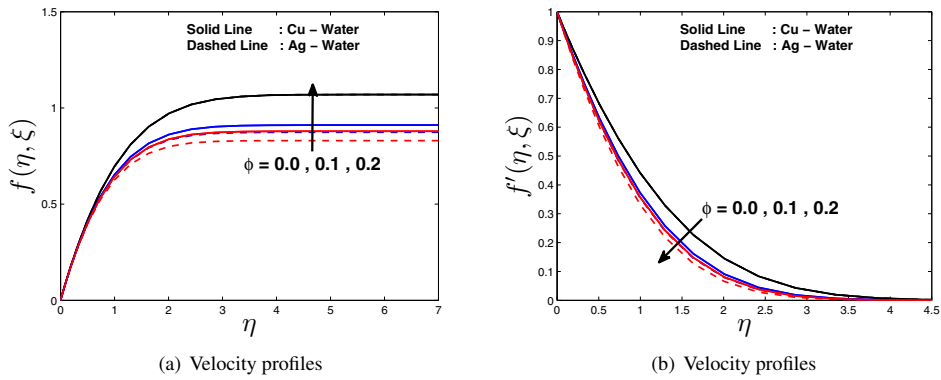 Solid Line : Cu – Water
Dashed Line : Ag – Water
f(η, ξ)
1.5
1
0.5
0
ϕ = 0.0 , 0.1 , 0.2
0 1 2 3 4 5 6 7
η
(a) Velocity profiles
Solid Line : Cu – Water
Dashed Line : Ag – Water
f′(η, ξ)
1
0.9
0.8
0.7
0.6
0.5
0.4
0.3
0.2
0.1
0
ϕ = 0.0 , 0.1 , 0.2
0 0.5 1 1.5 2 2.5 3 3.5 4 4.5
η
(b) Velocity profiles